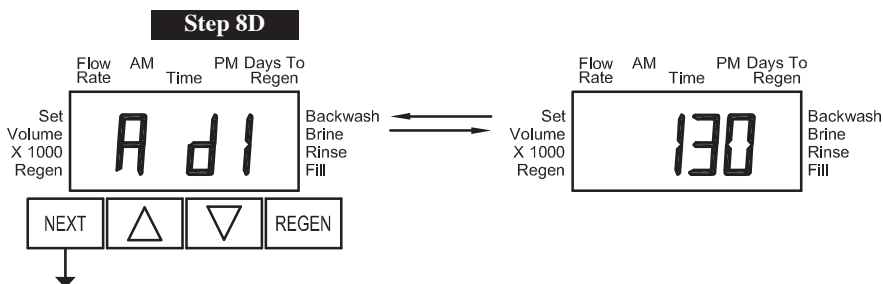 Step 8D
Flow Rate AM Time PM Days To Regen
Set Volume X 1000 Regen
A d1
Backwash Brine Rinse Fill
NEXT REGEN
Flow Rate AM Time PM Days To Regen
Set Volume X 1000 Regen
130
Backwash Brine Rinse Fill